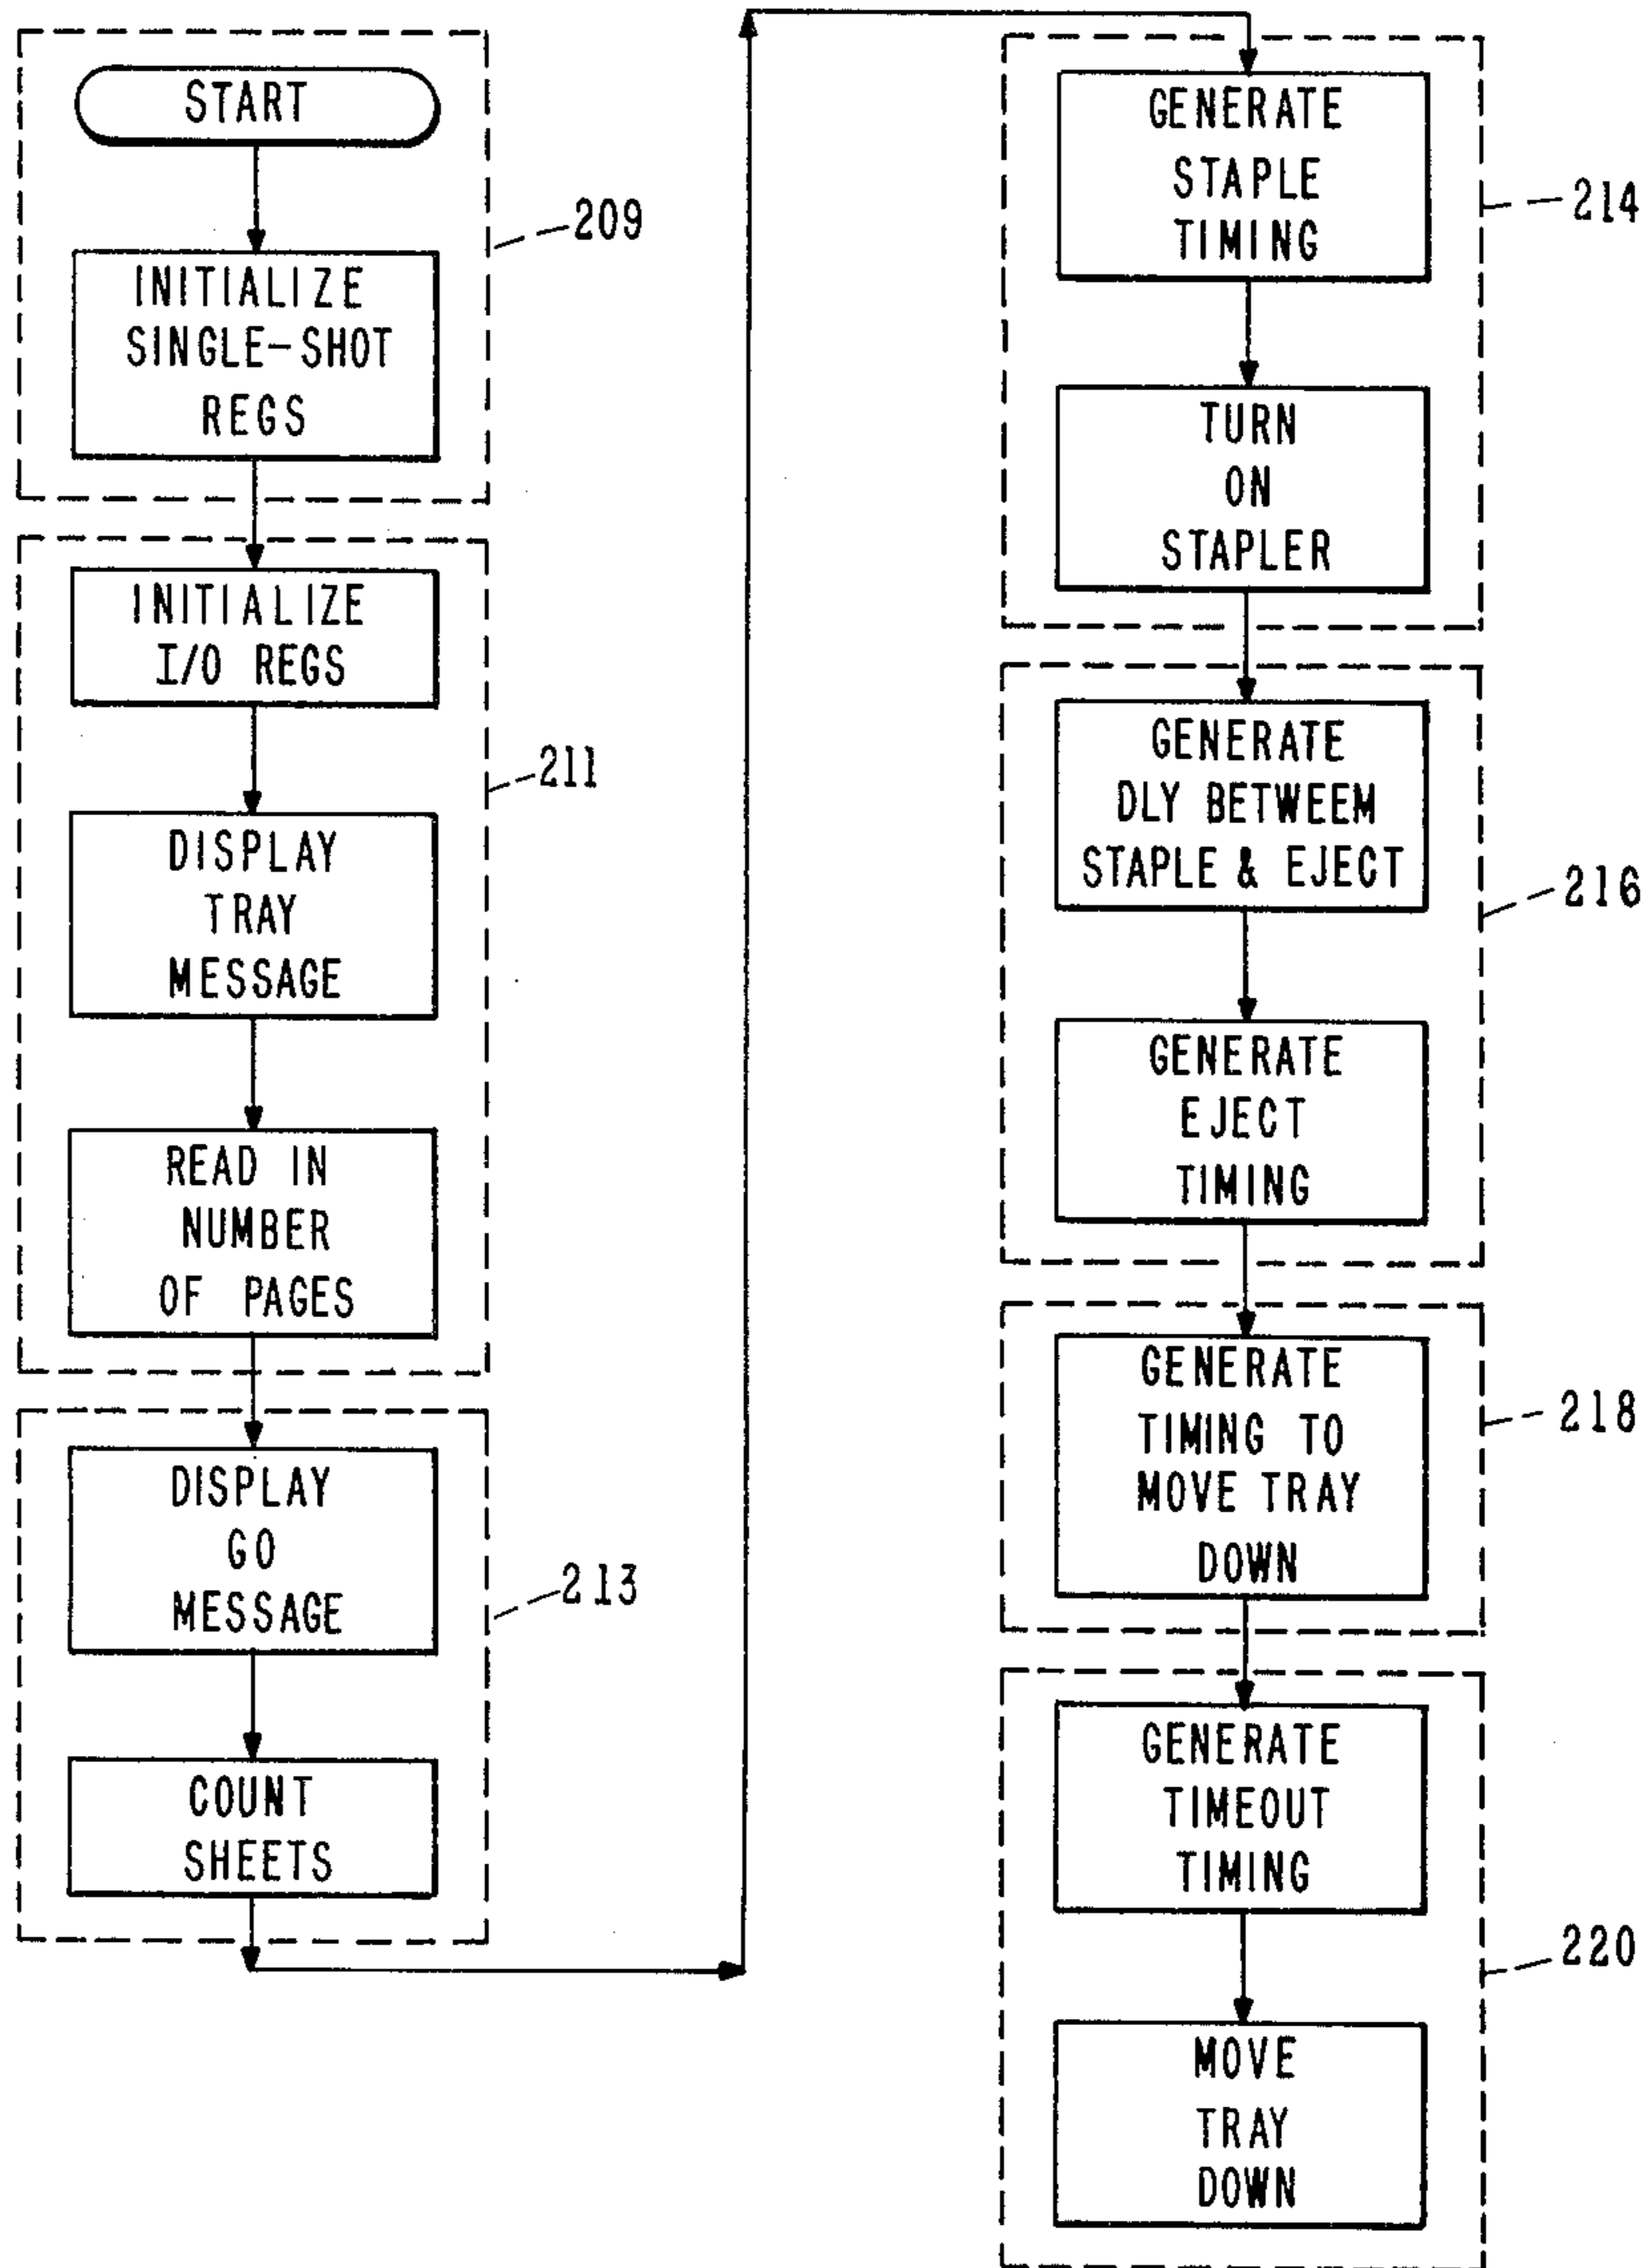 START
INITIALIZE
SINGLE-SHOT
REGS
209
INITIALIZE
I/O REGS
DISPLAY
TRAY
MESSAGE
READ IN
NUMBER
OF PAGES
211
DISPLAY
GO
MESSAGE
COUNT
SHEETS
213
GENERATE
STAPLE
TIMING
TURN
ON
STAPLER
214
GENERATE
DLY BETWEEM
STAPLE & EJECT
GENERATE
EJECT
TIMING
216
GENERATE
TIMING TO
MOVE TRAY
DOWN
218
GENERATE
TIMEOUT
TIMING
MOVE
TRAY
DOWN
220